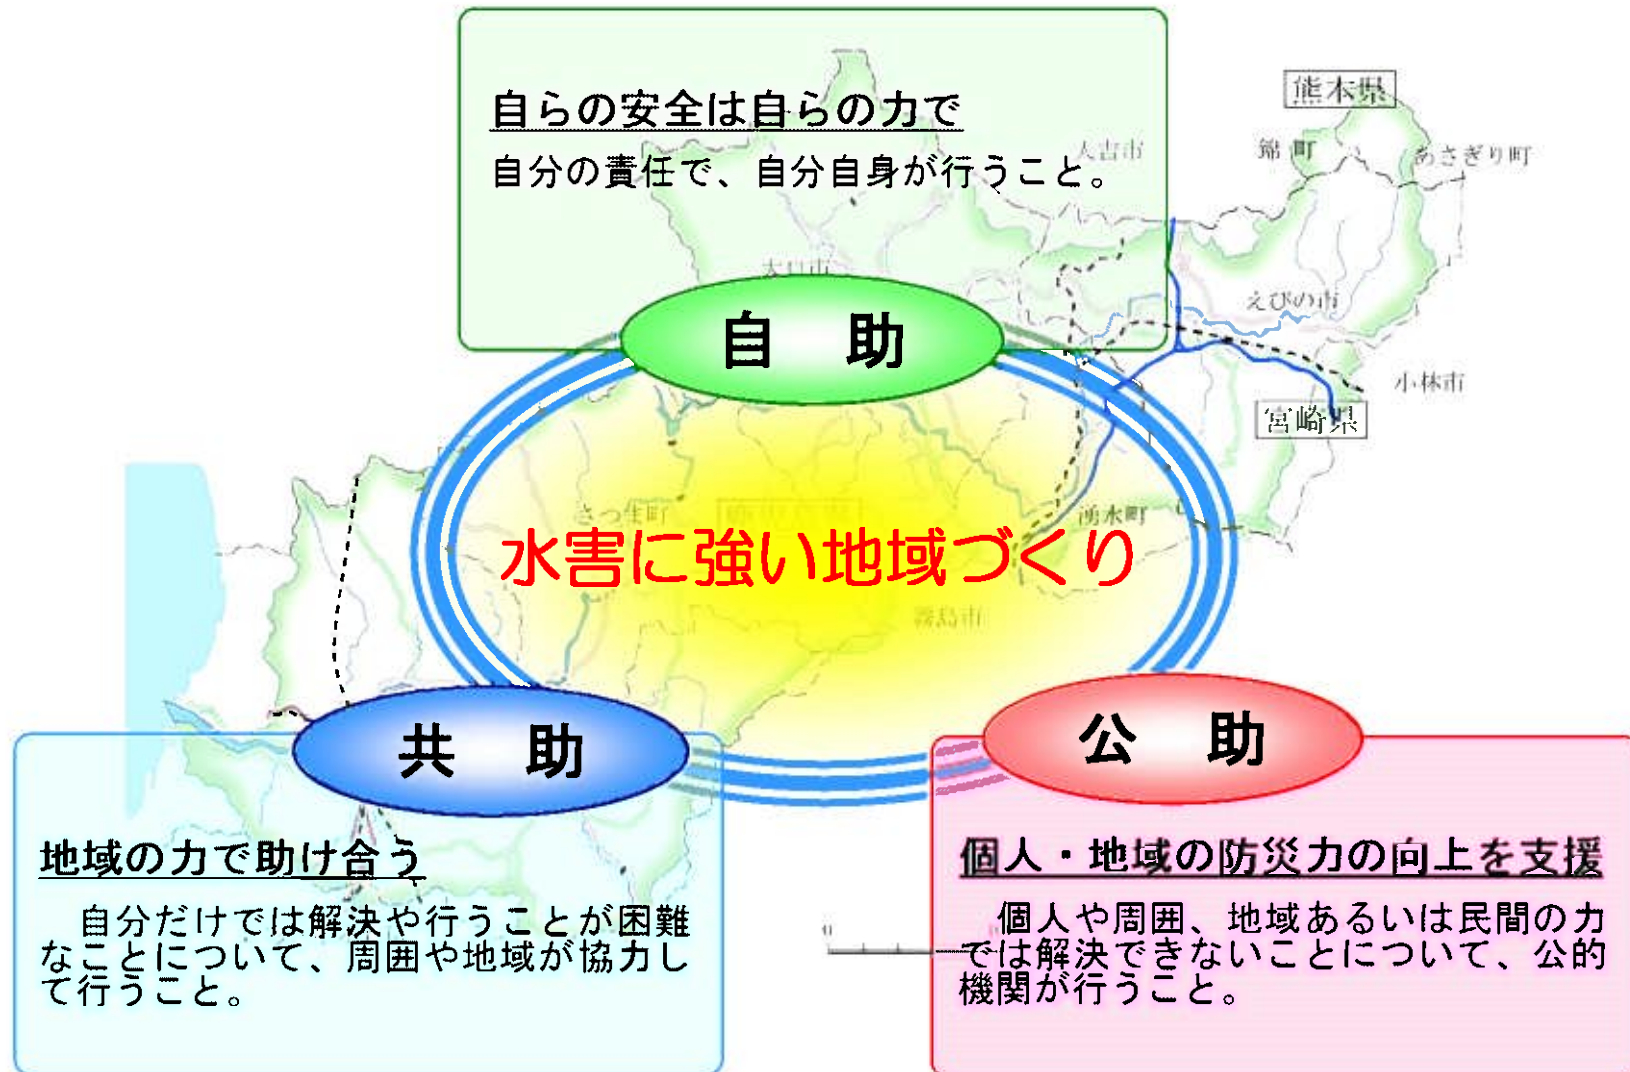 自らの安全は自らの力で
自分の責任で、自分自身が行うこと。
熊本県
人吉市
錦町
あさぎり町
大口市
えびの市
自助
小林市
宮崎県
さつま町
湧水町
水害に強い地域づくり
霧島市
共助
公助
地域の力で助け合う
自分だけでは解決や行うことが困難
なことについて、周囲や地域が協力し
て行うこと。
個人・地域の防災力の向上を支援
個人や周囲、地域あるいは民間の力
では解決できないことについて、公的
機関が行うこと。
0